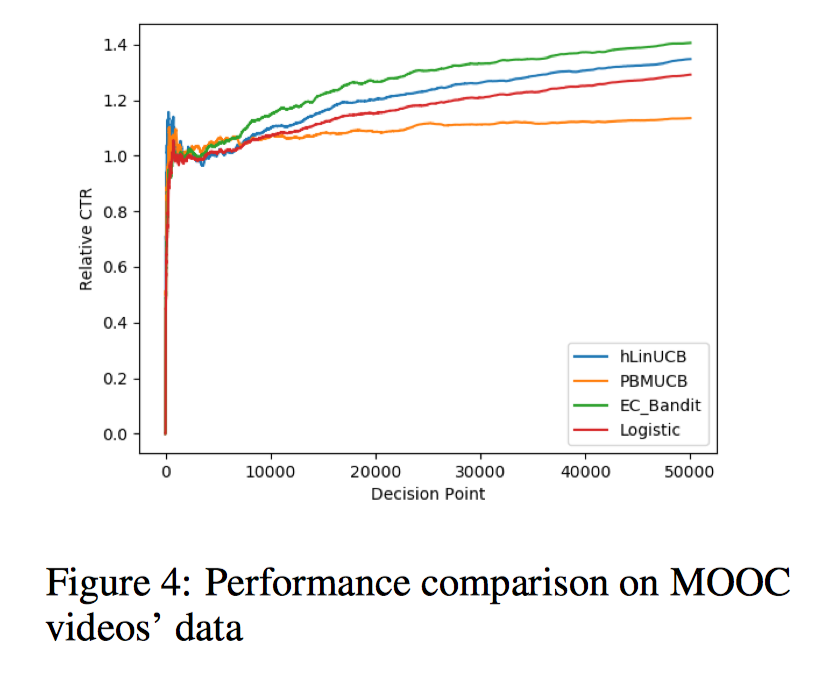 1.4
1.2
1.0
0.8
0.6
0.4
0.2
0.0
Relative CTR
hLinUCB
PBMUCB
EC_Bandit
Logistic
0 10000 20000 30000 40000 50000
Decision Point
Figure 4: Performance comparison on MOOC
videos’ data